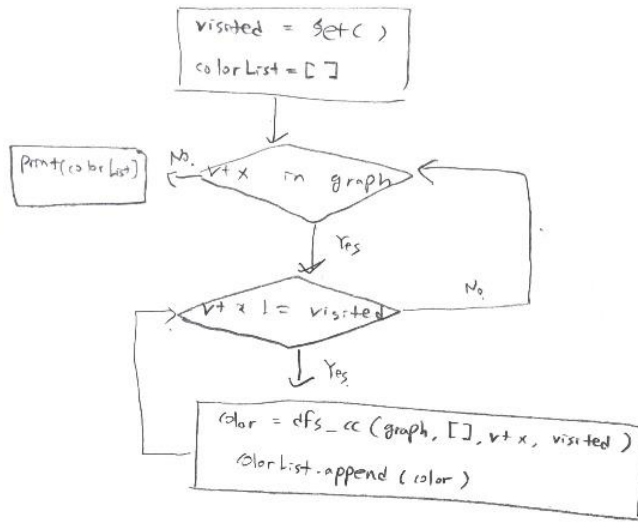 visited = set()
colorList = []
No.
vtx in graph
print(colorList)
Yes
vtx != visited
No.
Yes.
color = dfs_cc(graph, [], vtx, visited)
colorList.append(color)